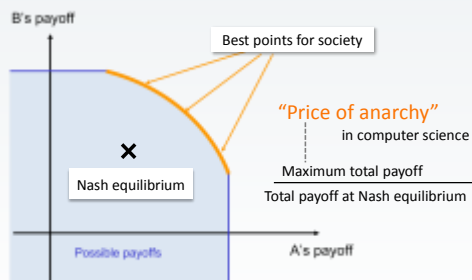 B's payoff
Best points for society
"Price of anarchy"
in computer science
Maximum total payoff
Total payoff at Nash equilibrium
×
Nash equilibrium
Possible payoffs
A's payoff